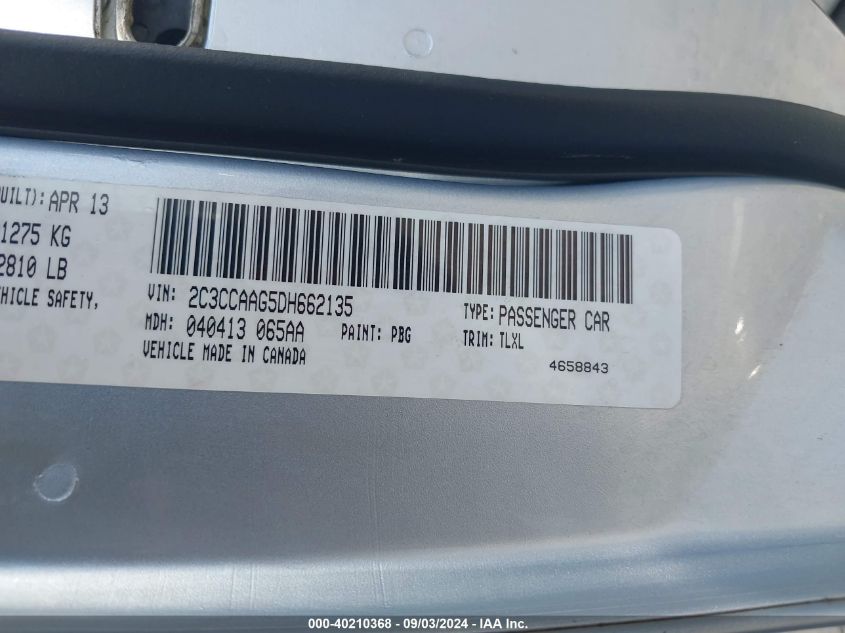 UILT): APR 13
1275 KG
2810 LB
EHICLE SAFETY,
VIN: 2C3CCAAG5DH662135
TYPE: PASSENGER CAR
MDH: 040413 065AA
PAINT: PBG
TRIM: TLXL
VEHICLE MADE IN CANADA
4658843
000-40210368 - 09/03/2024 - IAA Inc.